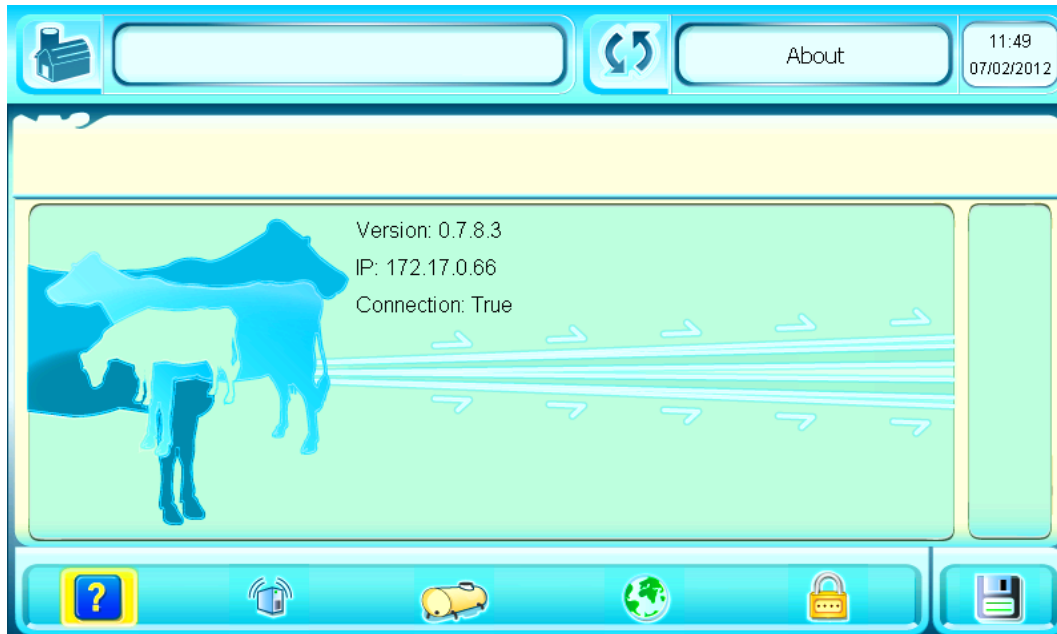 About
11:49
07/02/2012
Version: 0.7.8.3
IP: 172.17.0.66
Connection: True
?